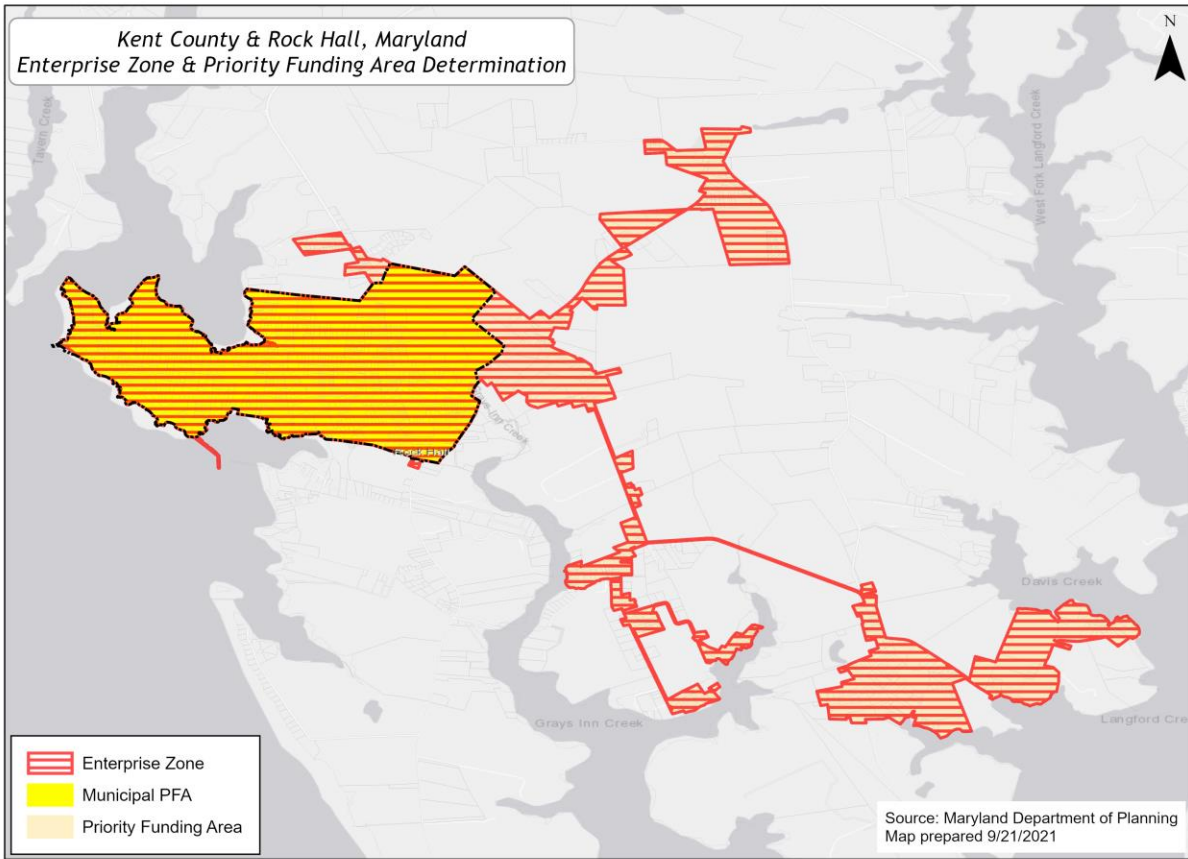 Kent County & Rock Hall, Maryland
Enterprise Zone & Priority Funding Area Determination
N
Tavern Creek
West Fork Langford Creek
Inn Creek
ROCK HALL
Davis Creek
Grays Inn Creek
Langford Cre
Enterprise Zone
Municipal PFA
Priority Funding Area
Source: Maryland Department of Planning
Map prepared 9/21/2021